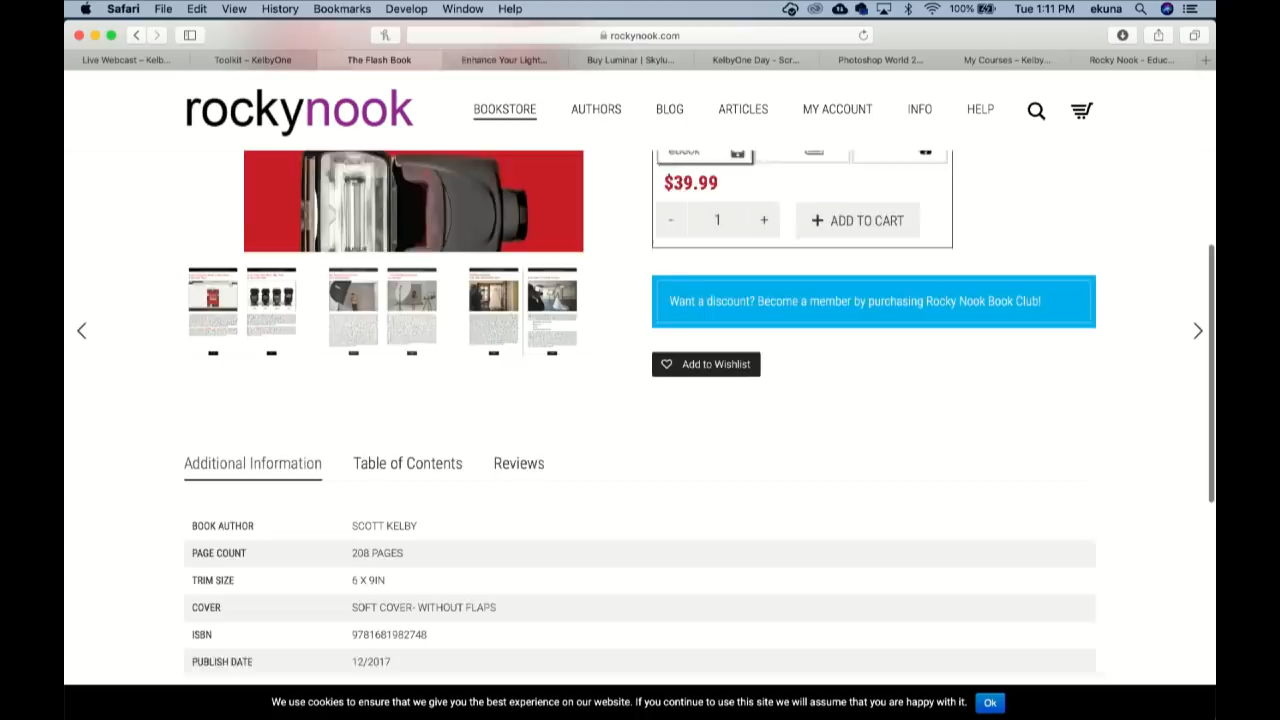 Safari File Edit View History Bookmarks Develop Window Help 100% Tue 1:11 PM ekuna
rockynook.com
Live Webcast – Kelb... Toolkit – KelbyOne The Flash Book Enhance Your Light... Buy Luminar | Skylu... KelbyOne Day - Scr... Photoshop World 2... My Courses – Kelby... Rocky Nook - Educ...
rockynook
BOOKSTORE AUTHORS BLOG ARTICLES MY ACCOUNT INFO HELP
$39.99
- 1 + + ADD TO CART
Want a discount? Become a member by purchasing Rocky Nook Book Club!
Add to Wishlist
Additional Information Table of Contents Reviews
BOOK AUTHOR SCOTT KELBY
PAGE COUNT 208 PAGES
TRIM SIZE 6 X 9IN
COVER SOFT COVER- WITHOUT FLAPS
ISBN 9781681982748
PUBLISH DATE 12/2017
We use cookies to ensure that we give you the best experience on our website. If you continue to use this site we will assume that you are happy with it. Ok